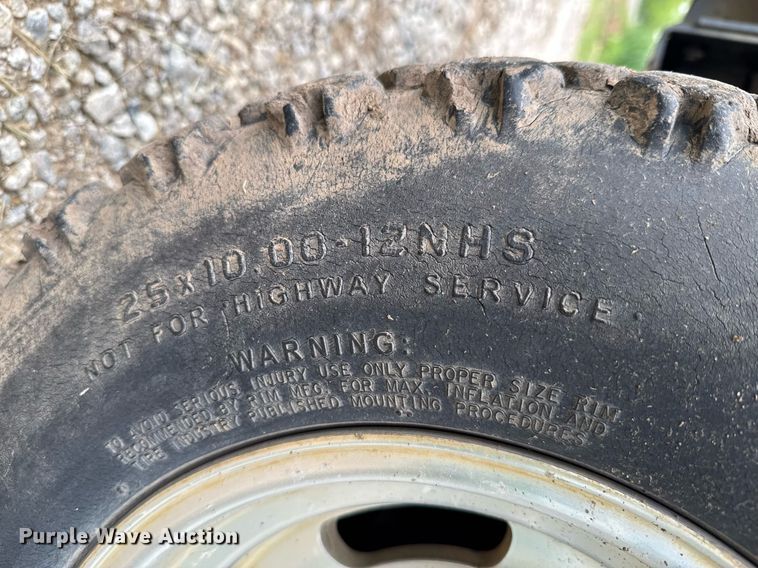 25x10.00-12NHS
NOT FOR HIGHWAY SERVICE
WARNING:
TO AVOID SERIOUS INJURY USE ONLY PROPER SIZE RIM
RECOMMENDED BY RIM MFG. FOR MAX. INFLATION AND
TIRE INDUSTRY PUBLISHED MOUNTING PROCEDURES
Purple Wave Auction